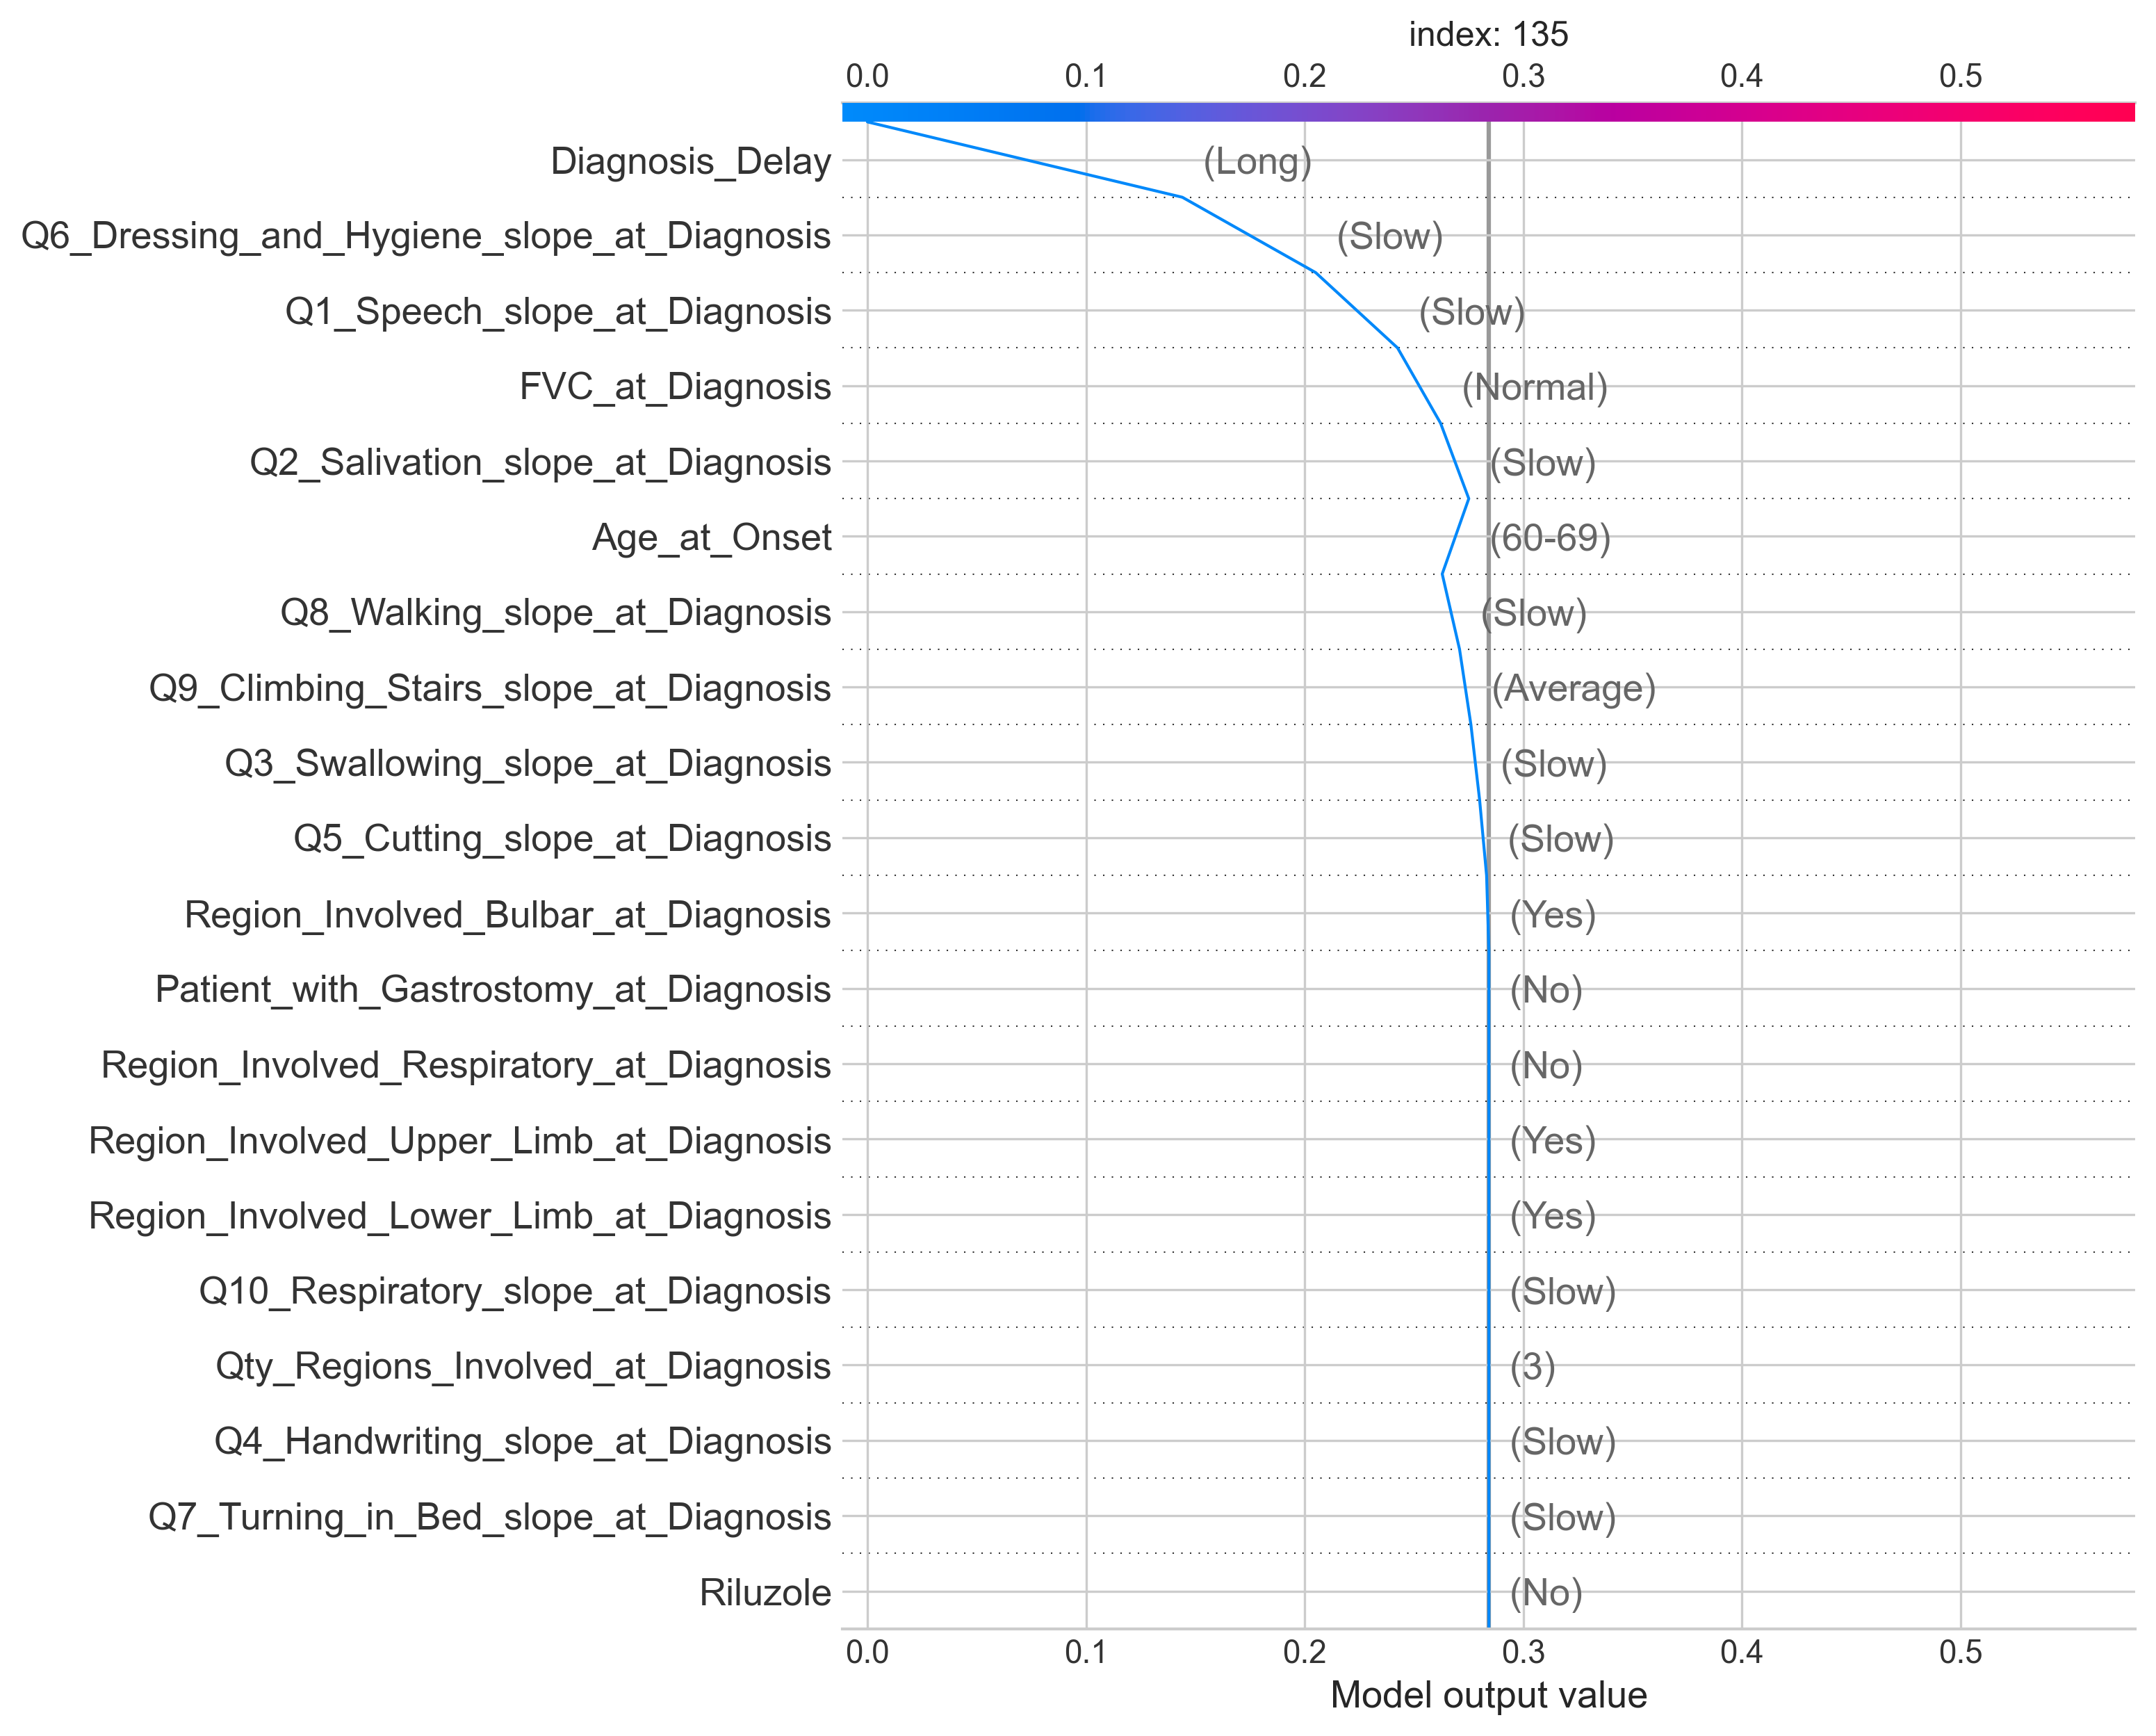 index: 135
0.0 0.1 0.2 0.3 0.4 0.5
Diagnosis_Delay (Long)
Q6_Dressing_and_Hygiene_slope_at_Diagnosis (Slow)
Q1_Speech_slope_at_Diagnosis (Slow)
FVC_at_Diagnosis (Normal)
Q2_Salivation_slope_at_Diagnosis (Slow)
Age_at_Onset (60-69)
Q8_Walking_slope_at_Diagnosis (Slow)
Q9_Climbing_Stairs_slope_at_Diagnosis (Average)
Q3_Swallowing_slope_at_Diagnosis (Slow)
Q5_Cutting_slope_at_Diagnosis (Slow)
Region_Involved_Bulbar_at_Diagnosis (Yes)
Patient_with_Gastrostomy_at_Diagnosis (No)
Region_Involved_Respiratory_at_Diagnosis (No)
Region_Involved_Upper_Limb_at_Diagnosis (Yes)
Region_Involved_Lower_Limb_at_Diagnosis (Yes)
Q10_Respiratory_slope_at_Diagnosis (Slow)
Qty_Regions_Involved_at_Diagnosis (3)
Q4_Handwriting_slope_at_Diagnosis (Slow)
Q7_Turning_in_Bed_slope_at_Diagnosis (Slow)
Riluzole (No)
0.0 0.1 0.2 0.3 0.4 0.5
Model output value